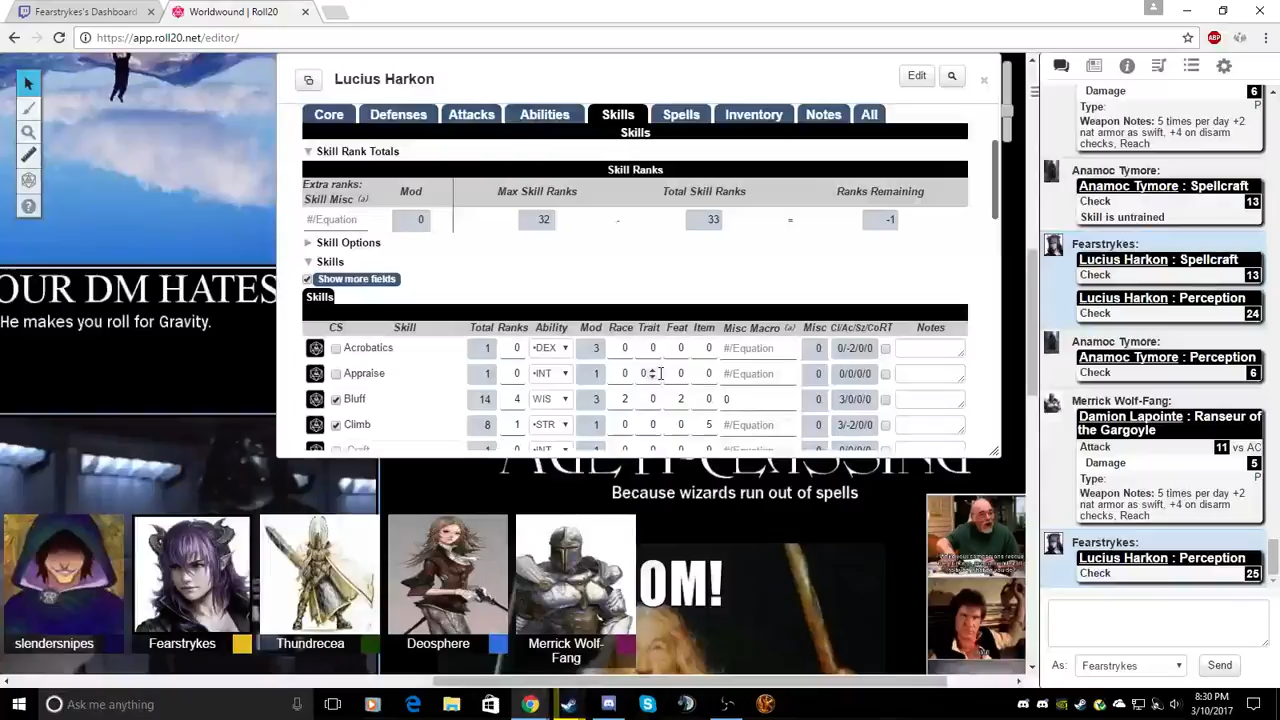 Fearstrykes's Dashboard
Worldwound | Roll20
https://app.roll20.net/editor/
ABP
Lucius Harkon
Edit
Core Defenses Attacks Abilities Skills Spells Inventory Notes All
Skills
Skill Rank Totals
Skill Ranks
Extra ranks:
Skill Misc (a) Mod Max Skill Ranks Total Skill Ranks Ranks Remaining
#/Equation 0 32 - 33 = -1
Skill Options
Skills
Show more fields
Skills
CS Skill Total Ranks Ability Mod Race Trait Feat Item Misc Macro (a) Misc Cl/Ac/Sz/Co RT Notes
Acrobatics 1 0 •DEX 3 0 0 0 0 #/Equation 0 0/-2/0/0
Appraise 1 0 •INT 1 0 0 0 0 #/Equation 0 0/0/0/0
Bluff 14 4 WIS 3 2 0 2 0 0 0 3/0/0/0
Climb 8 1 •STR 1 0 0 0 5 #/Equation 0 3/-2/0/0
OUR DM HATES
He makes you roll for Gravity.
Because wizards run out of spells
OM!
slendersnipes
Fearstrykes
Thundrecea
Deosphere
Merrick Wolf-
Fang
Damage 6
Type: P
Weapon Notes: 5 times per day +2
nat armor as swift, +4 on disarm
checks, Reach
Anamoc Tymore:
Anamoc Tymore : Spellcraft
Check 13
Skill is untrained
Fearstrykes:
Lucius Harkon : Spellcraft
Check 13
Lucius Harkon : Perception
Check 24
Anamoc Tymore:
Anamoc Tymore : Perception
Check 6
Merrick Wolf-Fang:
Damion Lapointe : Ranseur of
the Gargoyle
Attack 11 vs AC
Damage 5
Type: P
Weapon Notes: 5 times per day +2
nat armor as swift, +4 on disarm
checks, Reach
Fearstrykes:
Lucius Harkon : Perception
Check 25
As: Fearstrykes Send
Ask me anything
8:30 PM
3/10/2017